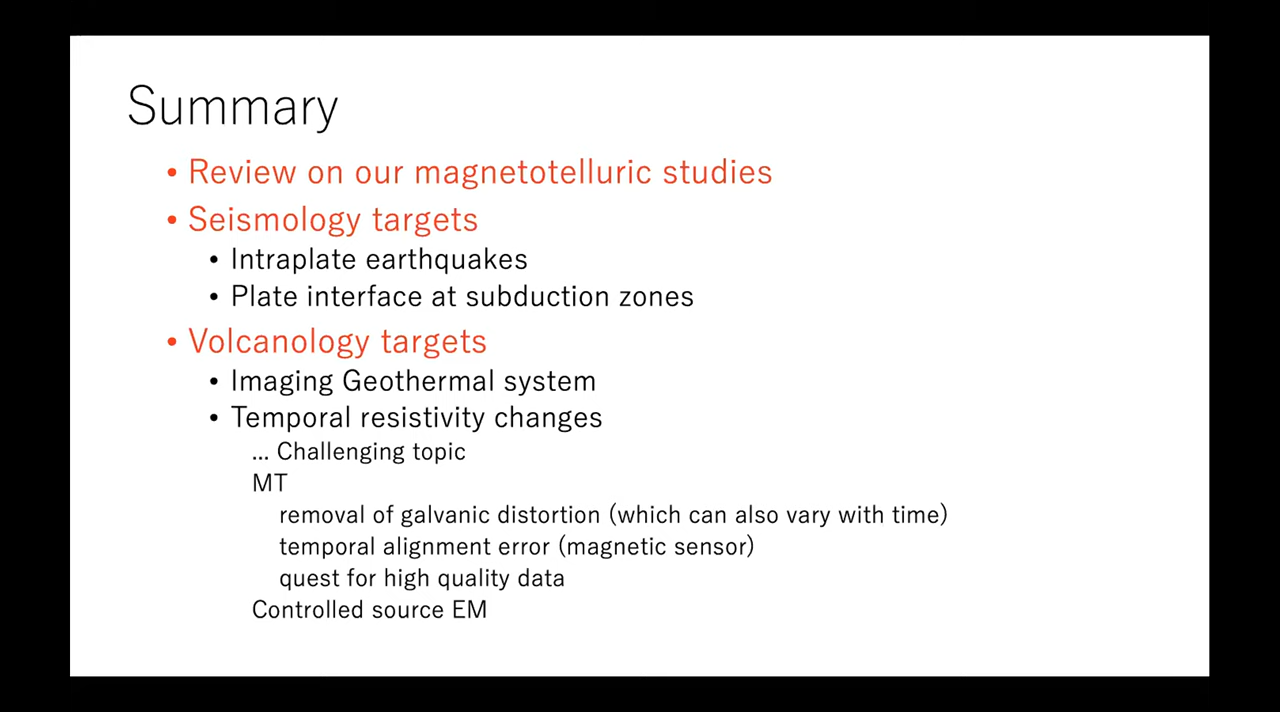 Summary
• Review on our magnetotelluric studies
• Seismology targets
• Intraplate earthquakes
• Plate interface at subduction zones
• Volcanology targets
• Imaging Geothermal system
• Temporal resistivity changes
... Challenging topic
MT
removal of galvanic distortion (which can also vary with time)
temporal alignment error (magnetic sensor)
quest for high quality data
Controlled source EM